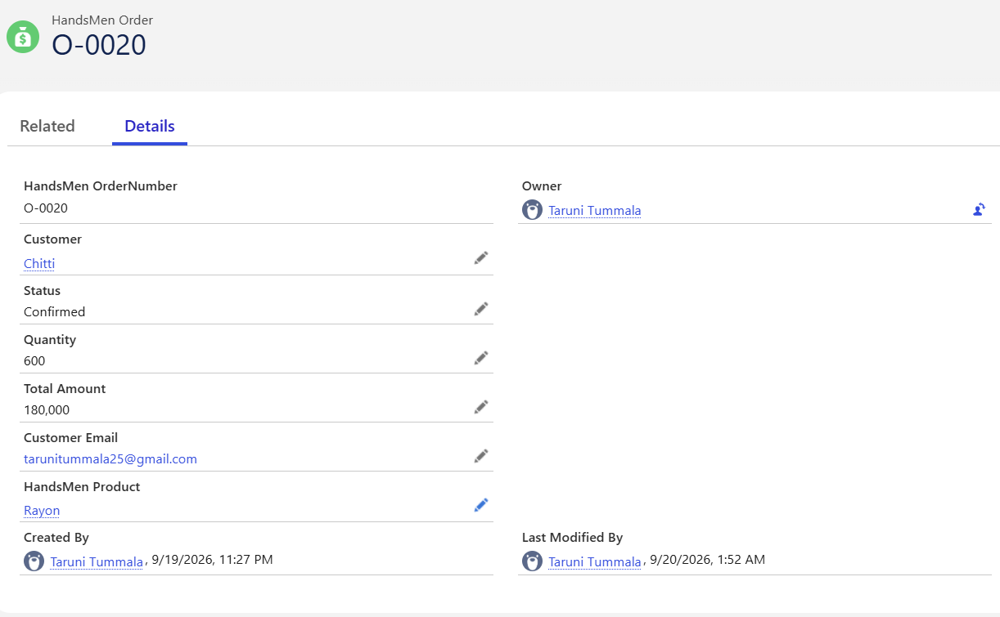 HandsMen Order
O-0020
Related
Details
HandsMen OrderNumber
O-0020
Owner
Taruni Tummala
Customer
Chitti
Status
Confirmed
Quantity
600
Total Amount
180,000
Customer Email
tarunitummala25@gmail.com
HandsMen Product
Rayon
Created By
Taruni Tummala, 9/19/2026, 11:27 PM
Last Modified By
Taruni Tummala, 9/20/2026, 1:52 AM